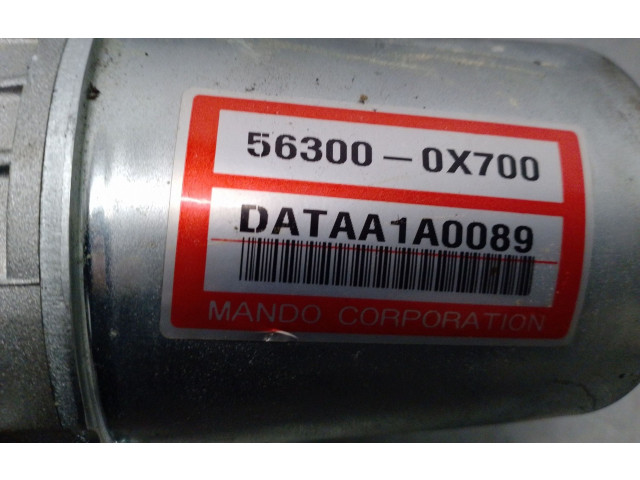 56300-0X700
DATAA1A0089
MANDO CORPORATION